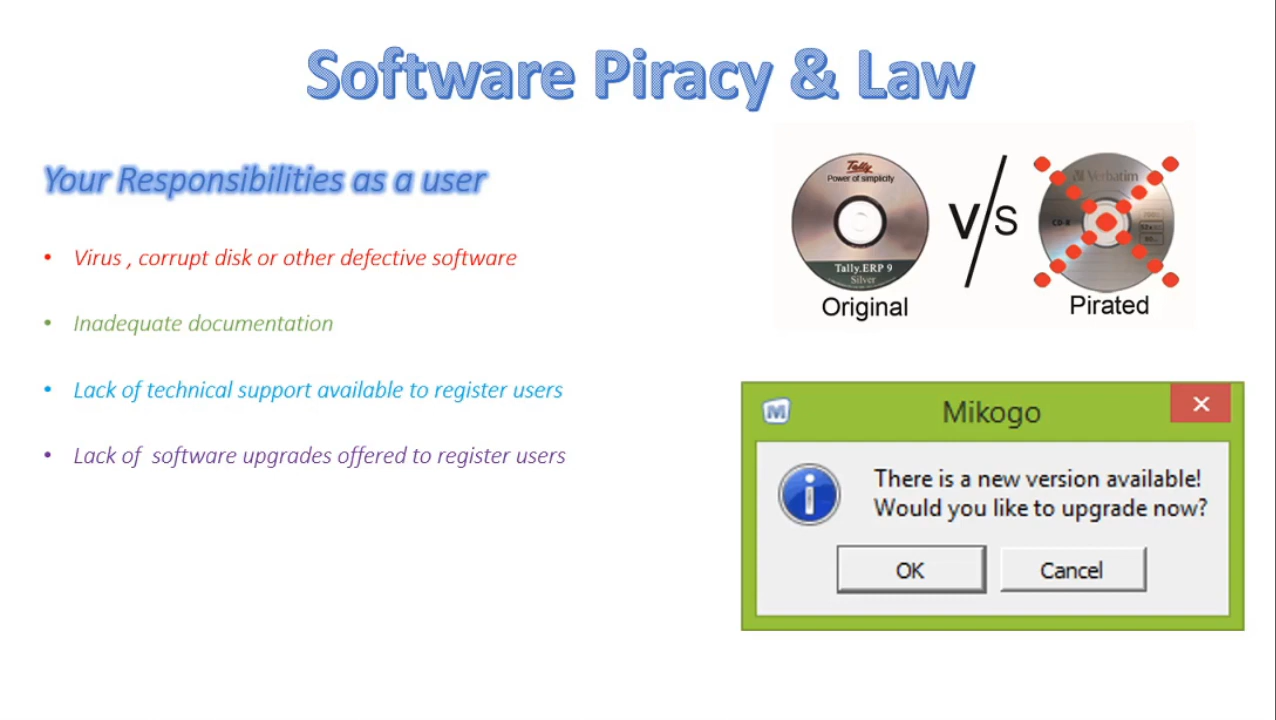 Software Piracy & Law
Your Responsibilities as a user
• Virus , corrupt disk or other defective software
• Inadequate documentation
• Lack of technical support available to register users
• Lack of software upgrades offered to register users
Tally
Power of simplicity
Tally.ERP 9
Silver
Original
V/S
Verbatim
CD-R
Pirated
Mikogo
There is a new version available!
Would you like to upgrade now?
OK
Cancel